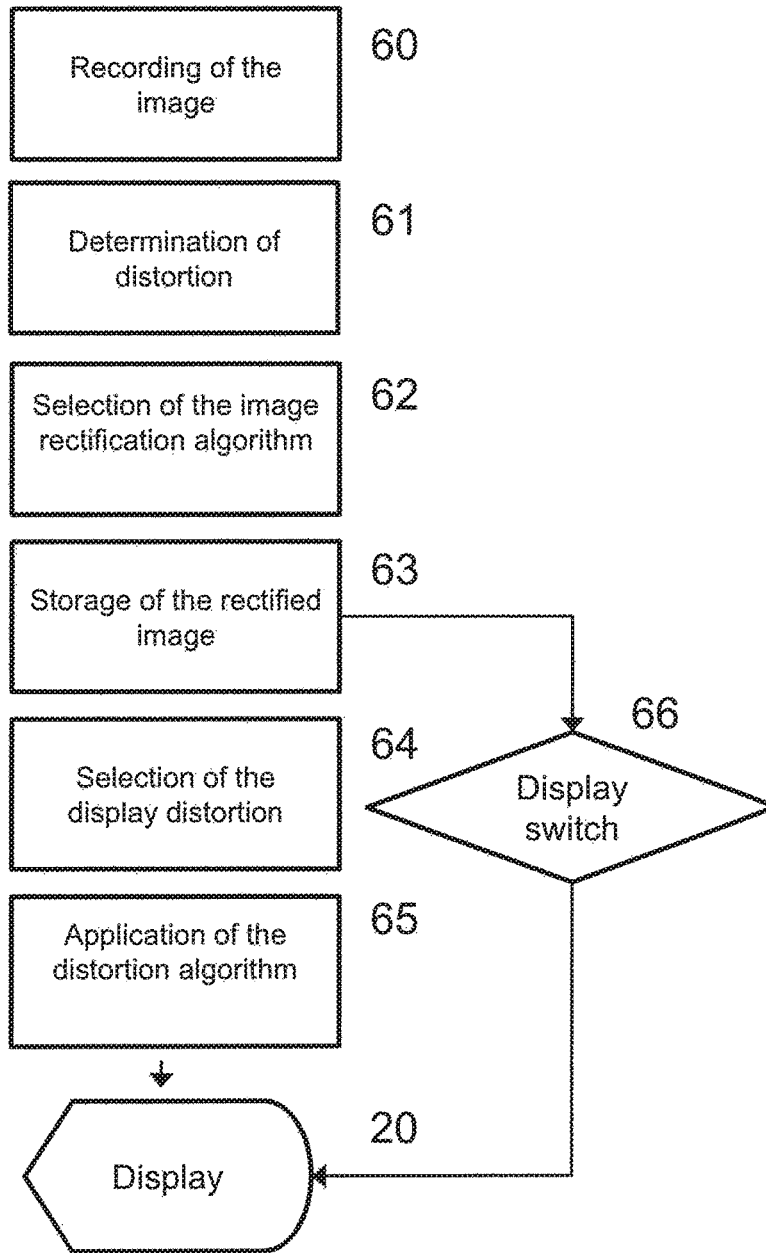 Recording of the
image
60
Determination of
distortion
61
Selection of the image
rectification algorithm
62
Storage of the rectified
image
63
Selection of the
display distortion
64
Display
switch
66
Application of the
distortion algorithm
65
Display
20